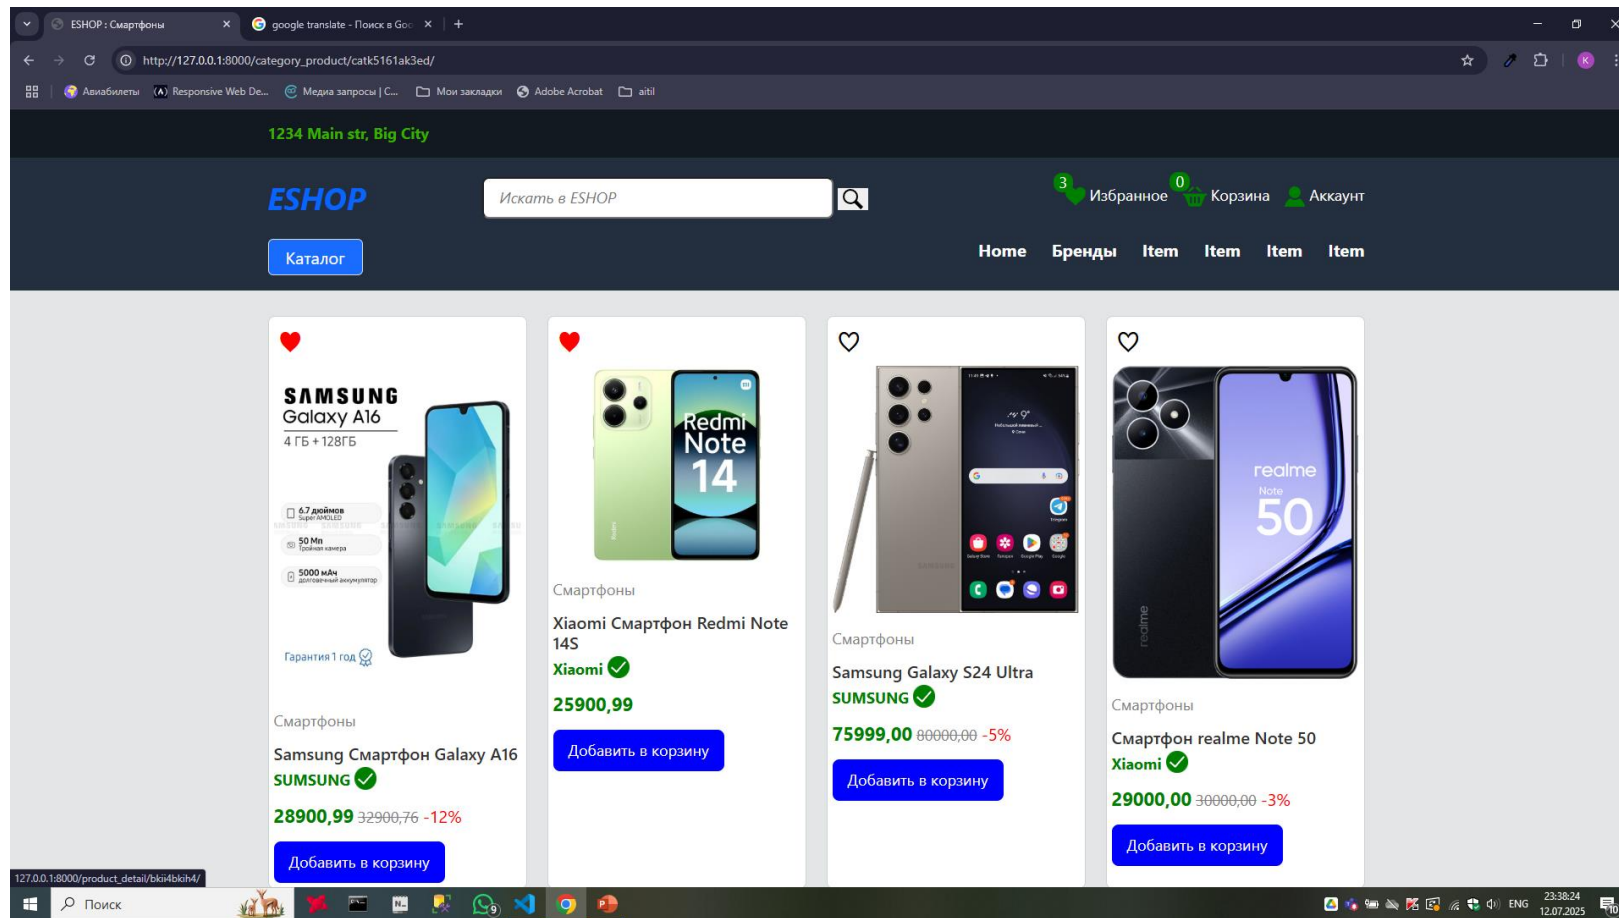 ESHOP : Смартфоны
google translate - Поиск в Goo
http://127.0.0.1:8000/category_product/catk5161ak3ed/
K
Авиабилеты
Responsive Web De...
Медиа запросы | C...
Мои закладки
Adobe Acrobat
aitil
1234 Main str, Big City
ESHOP
Искать в ESHOP
3
Избранное
0
Корзина
Аккаунт
Каталог
Home
Бренды
Item
Item
Item
Item
SAMSUNG
Galaxy A16
4 ГБ + 128ГБ
6.7 дюймов
Super AMOLED
50 Мп
Тройная камера
5000 мАч
долговечный аккумулятор
Гарантия 1 год
Смартфоны
Samsung Смартфон Galaxy A16
SUMSUNG
28900,99 32900,76 -12%
Добавить в корзину
Redmi
Note
14
Смартфоны
Xiaomi Смартфон Redmi Note
14S
Xiaomi
25900,99
Добавить в корзину
Смартфоны
Samsung Galaxy S24 Ultra
SUMSUNG
75999,00 80000,00 -5%
Добавить в корзину
realme
Note
50
realme
Смартфоны
Смартфон realme Note 50
Xiaomi
29000,00 30000,00 -3%
Добавить в корзину
127.0.0.1:8000/product_detail/bkii4bkih4/
Поиск
ENG
23:38:24
12.07.2025